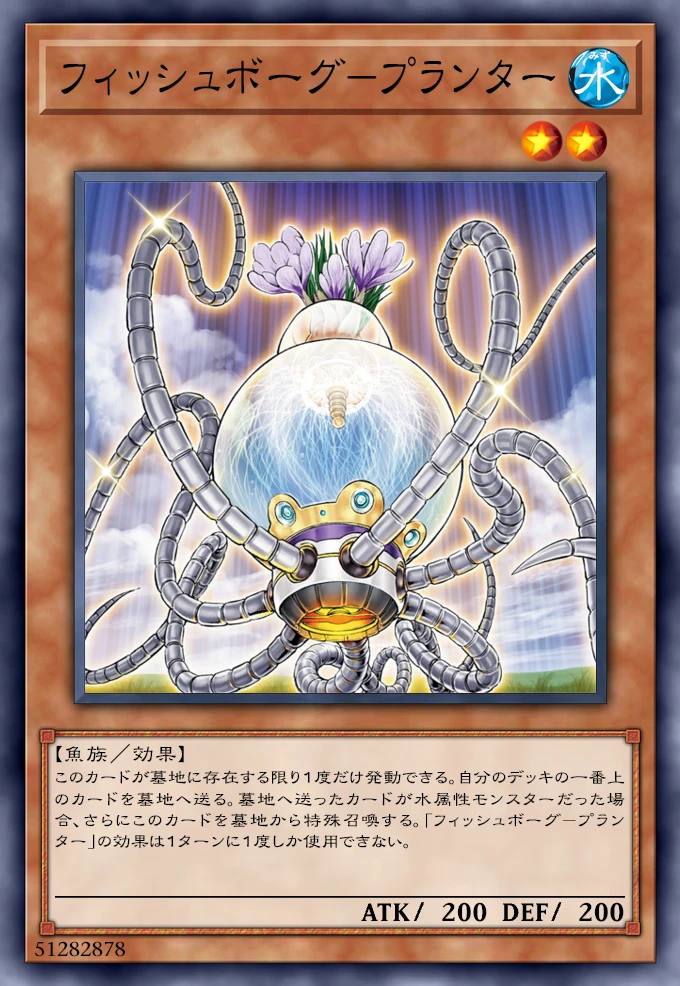 フィッシュボーグ－プランター
みず
水
【魚族／効果】
このカードが墓地に存在する限り１度だけ発動できる。自分のデッキの一番上
のカードを墓地へ送る。墓地へ送ったカードが水属性モンスターだった場
合、さらにこのカードを墓地から特殊召喚する。「フィッシュボーグ－プラン
ター」の効果は１ターンに１度しか使用できない。
ATK/ 200 DEF/ 200
51282878